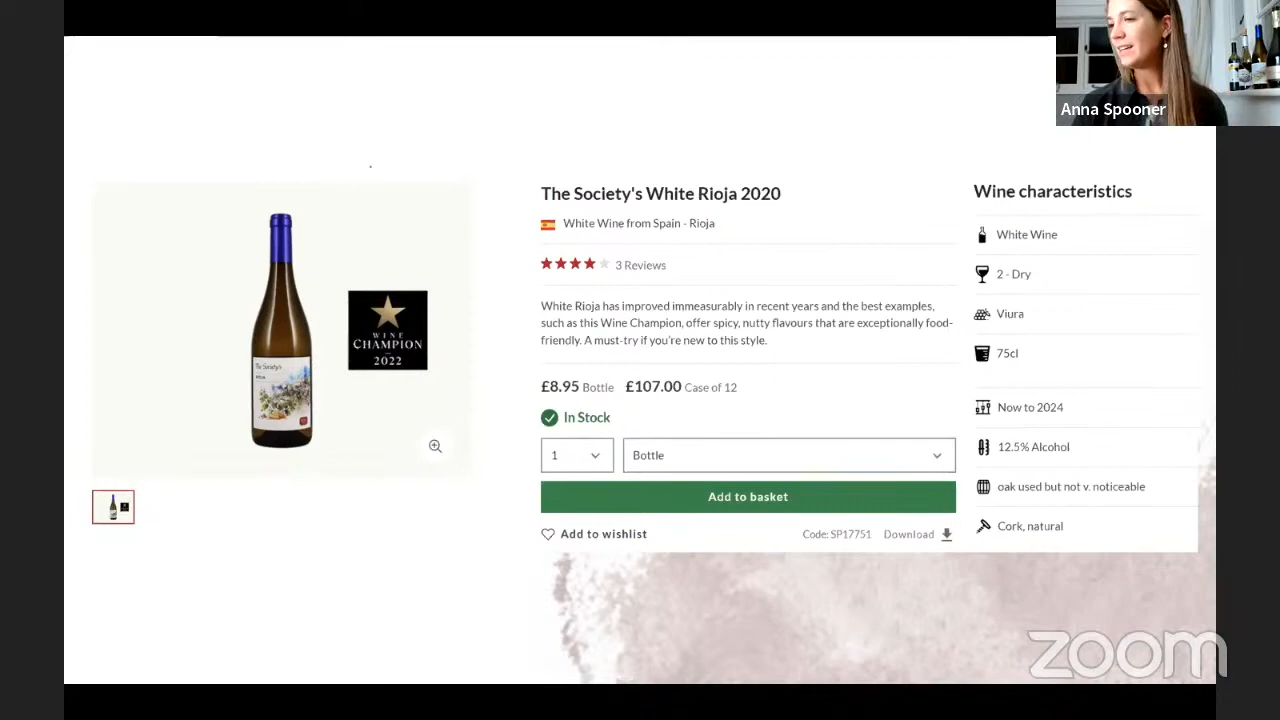 Anna Spooner
The Society's White Rioja 2020
White Wine from Spain - Rioja
3 Reviews
White Rioja has improved immeasurably in recent years and the best examples,
such as this Wine Champion, offer spicy, nutty flavours that are exceptionally food-
friendly. A must-try if you're new to this style.
£8.95 Bottle £107.00 Case of 12
In Stock
1 Bottle
Add to basket
Add to wishlist Code: SP17751 Download
Wine characteristics
White Wine
2 - Dry
Viura
75cl
Now to 2024
12.5% Alcohol
oak used but not v. noticeable
Cork, natural
WINE
CHAMPION
2022
The Society's
zoom